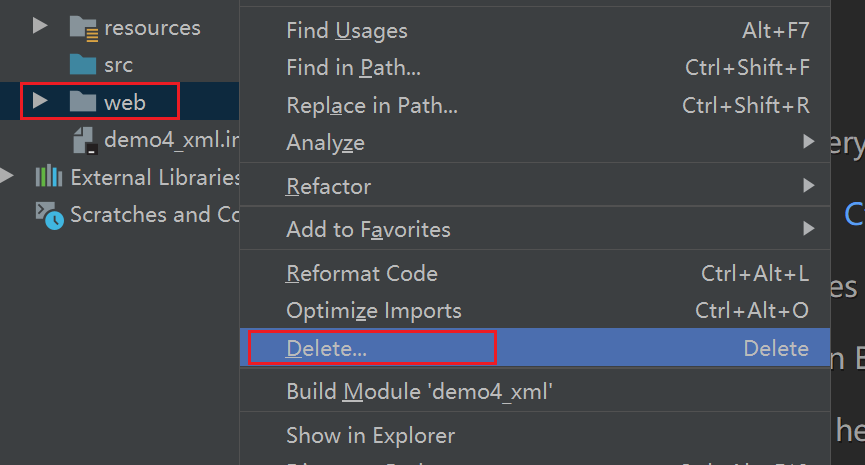 resources
src
web
demo4_xml.i
External Libraries
Scratches and Co
Find Usages Alt+F7
Find in Path... Ctrl+Shift+F
Replace in Path... Ctrl+Shift+R
Analyze
Refactor
Add to Favorites
Reformat Code Ctrl+Alt+L
Optimize Imports Ctrl+Alt+O
Delete... Delete
Build Module 'demo4_xml'
Show in Explorer
ery
C
es
n E
he